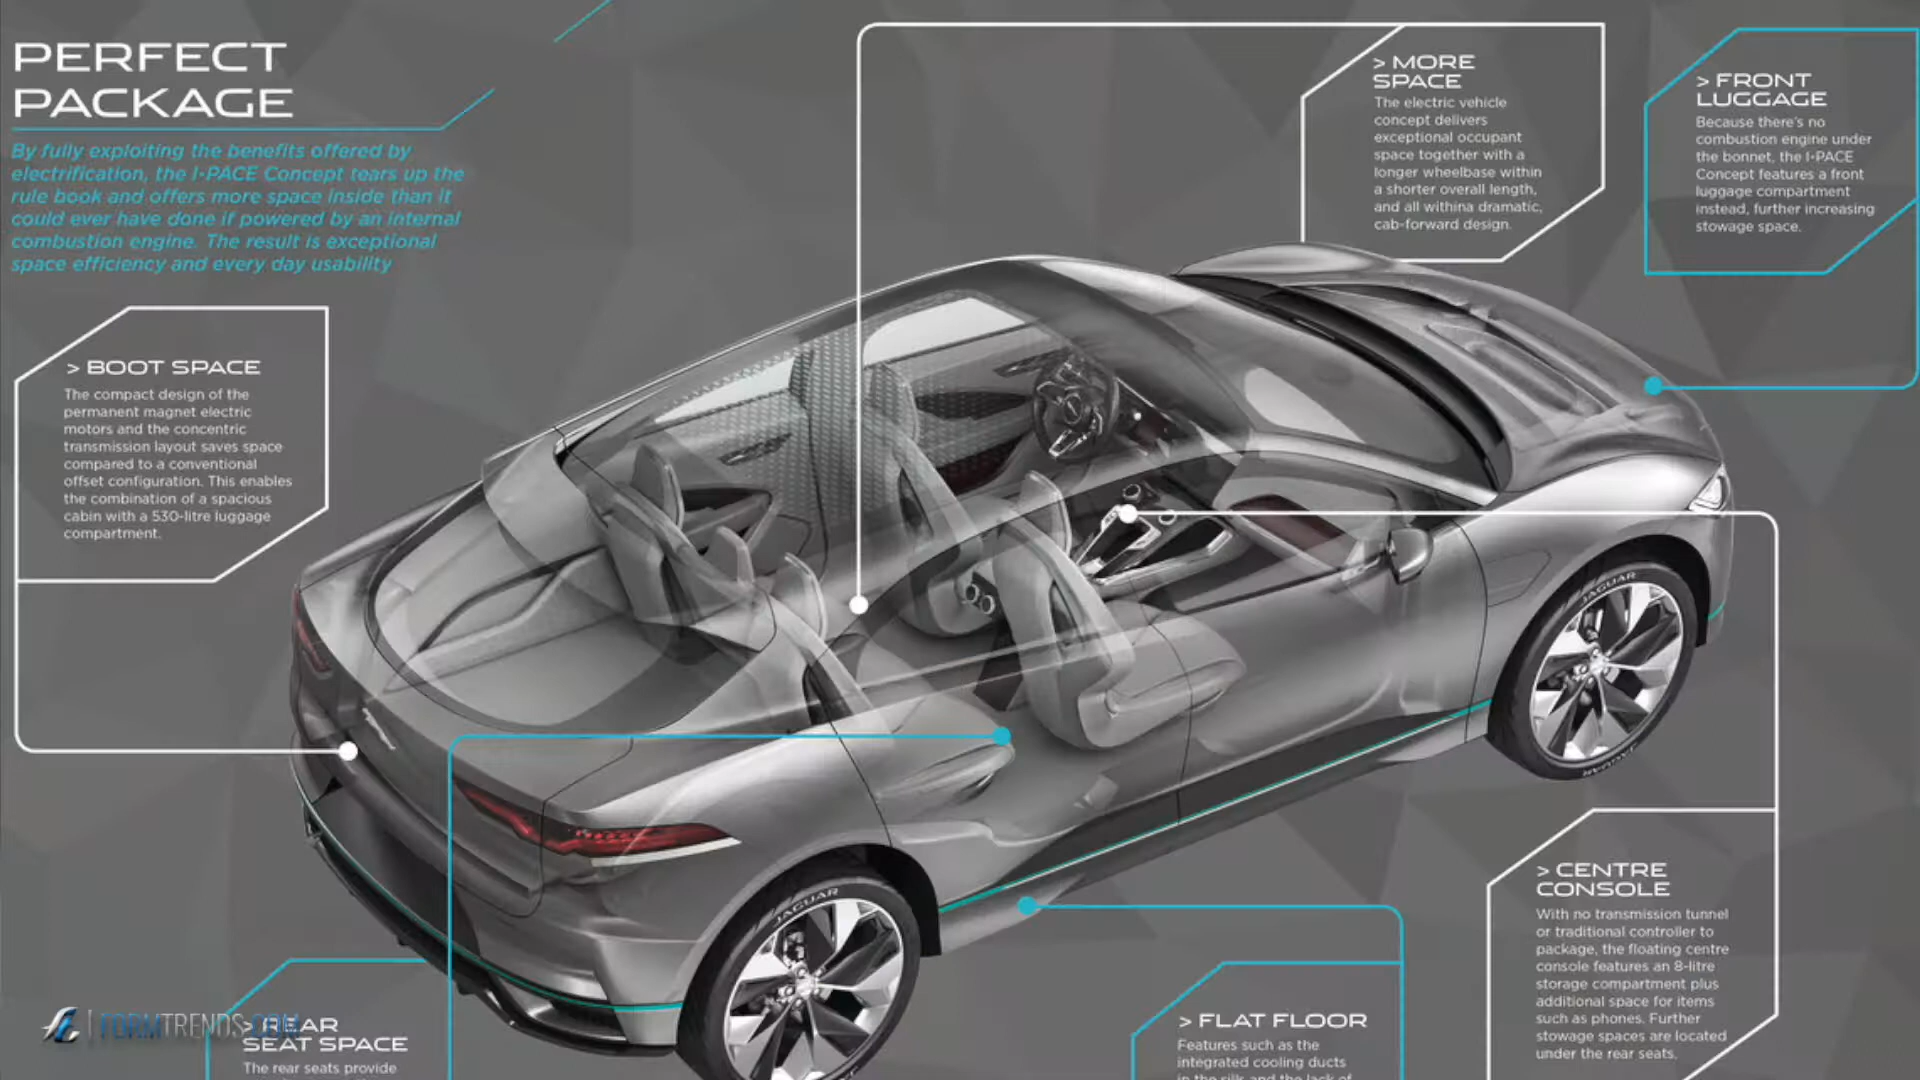 PERFECT
PACKAGE
By fully exploiting the benefits offered by
electrification, the I-PACE Concept tears up the
rule book and offers more space inside than it
could ever have done if powered by an internal
combustion engine. The result is exceptional
space efficiency and every day usability
> BOOT SPACE
The compact design of the
permanent magnet electric
motors and the concentric
transmission layout saves space
compared to a conventional
offset configuration. This enables
the combination of a spacious
cabin with a 530-litre luggage
compartment.
> MORE
SPACE
The electric vehicle
concept delivers
exceptional occupant
space together with a
longer wheelbase within
a shorter overall length,
and all withina dramatic,
cab-forward design.
> FRONT
LUGGAGE
Because there's no
combustion engine under
the bonnet, the I-PACE
Concept features a front
luggage compartment
instead, further increasing
stowage space.
JAGUAR
JAGUAR
> CENTRE
CONSOLE
With no transmission tunnel
or traditional controller to
package, the floating centre
console features an 8-litre
storage compartment plus
additional space for items
such as phones. Further
stowage spaces are located
under the rear seats.
FORMTRENDS.COM
> REAR
SEAT SPACE
The rear seats provide
> FLAT FLOOR
Features such as the
integrated cooling ducts
in the sills and the lack of